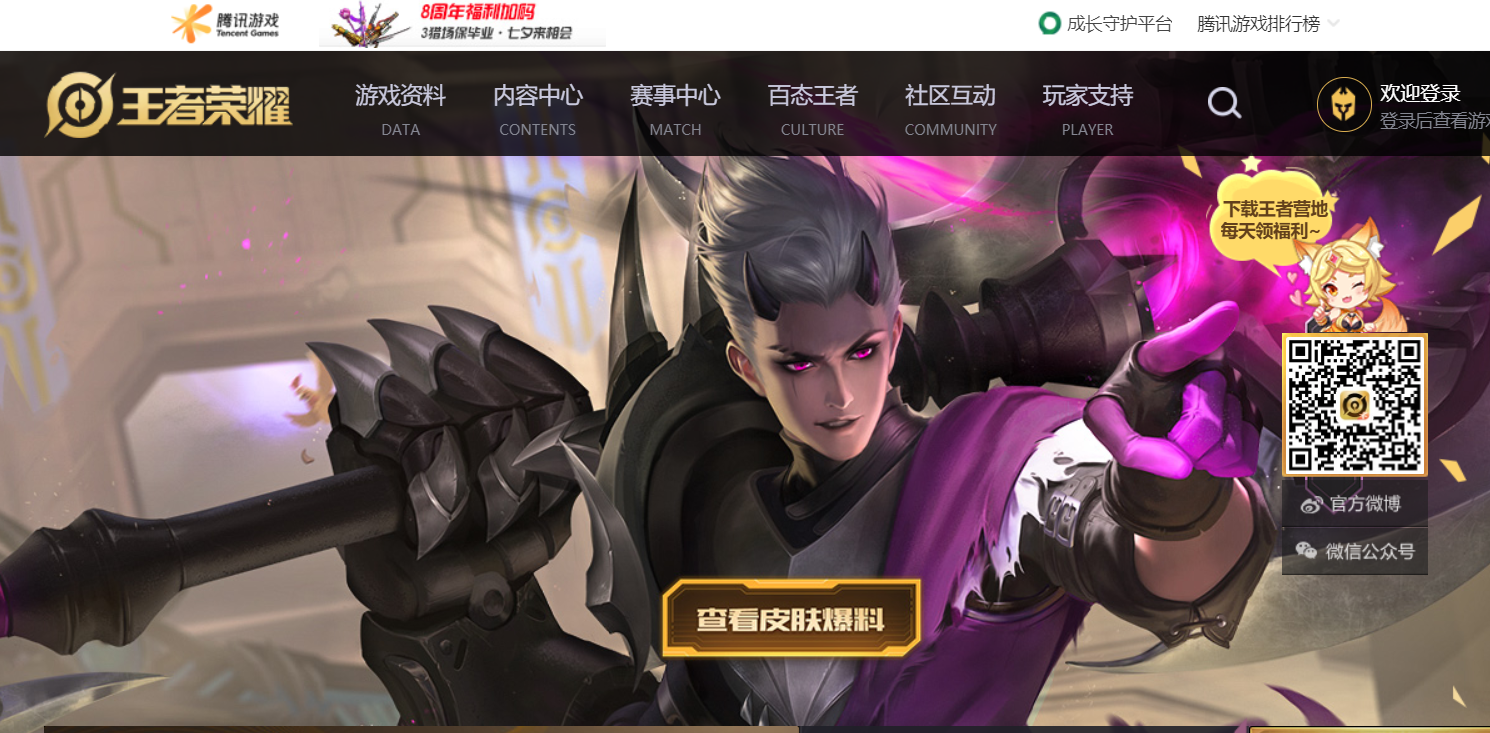 腾讯游戏
Tencent Games
8周年福利加码
3猎场保毕业·七夕来相会
成长守护平台
腾讯游戏排行榜
王者荣耀
游戏资料
DATA
内容中心
CONTENTS
赛事中心
MATCH
百态王者
CULTURE
社区互动
COMMUNITY
玩家支持
PLAYER
欢迎登录
登录后查看游
下载王者营地
每天领福利~
官方微博
微信公众号
查看皮肤爆料